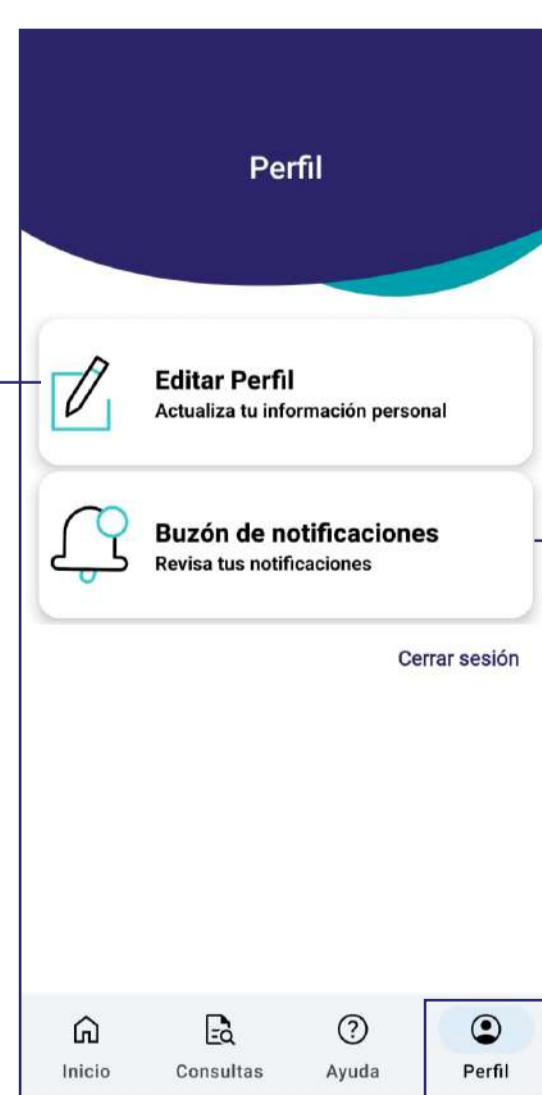 Perfil
Editar Perfil
Actualiza tu información personal
Buzón de notificaciones
Revisa tus notificaciones
Cerrar sesión
Inicio
Consultas
Ayuda
Perfil